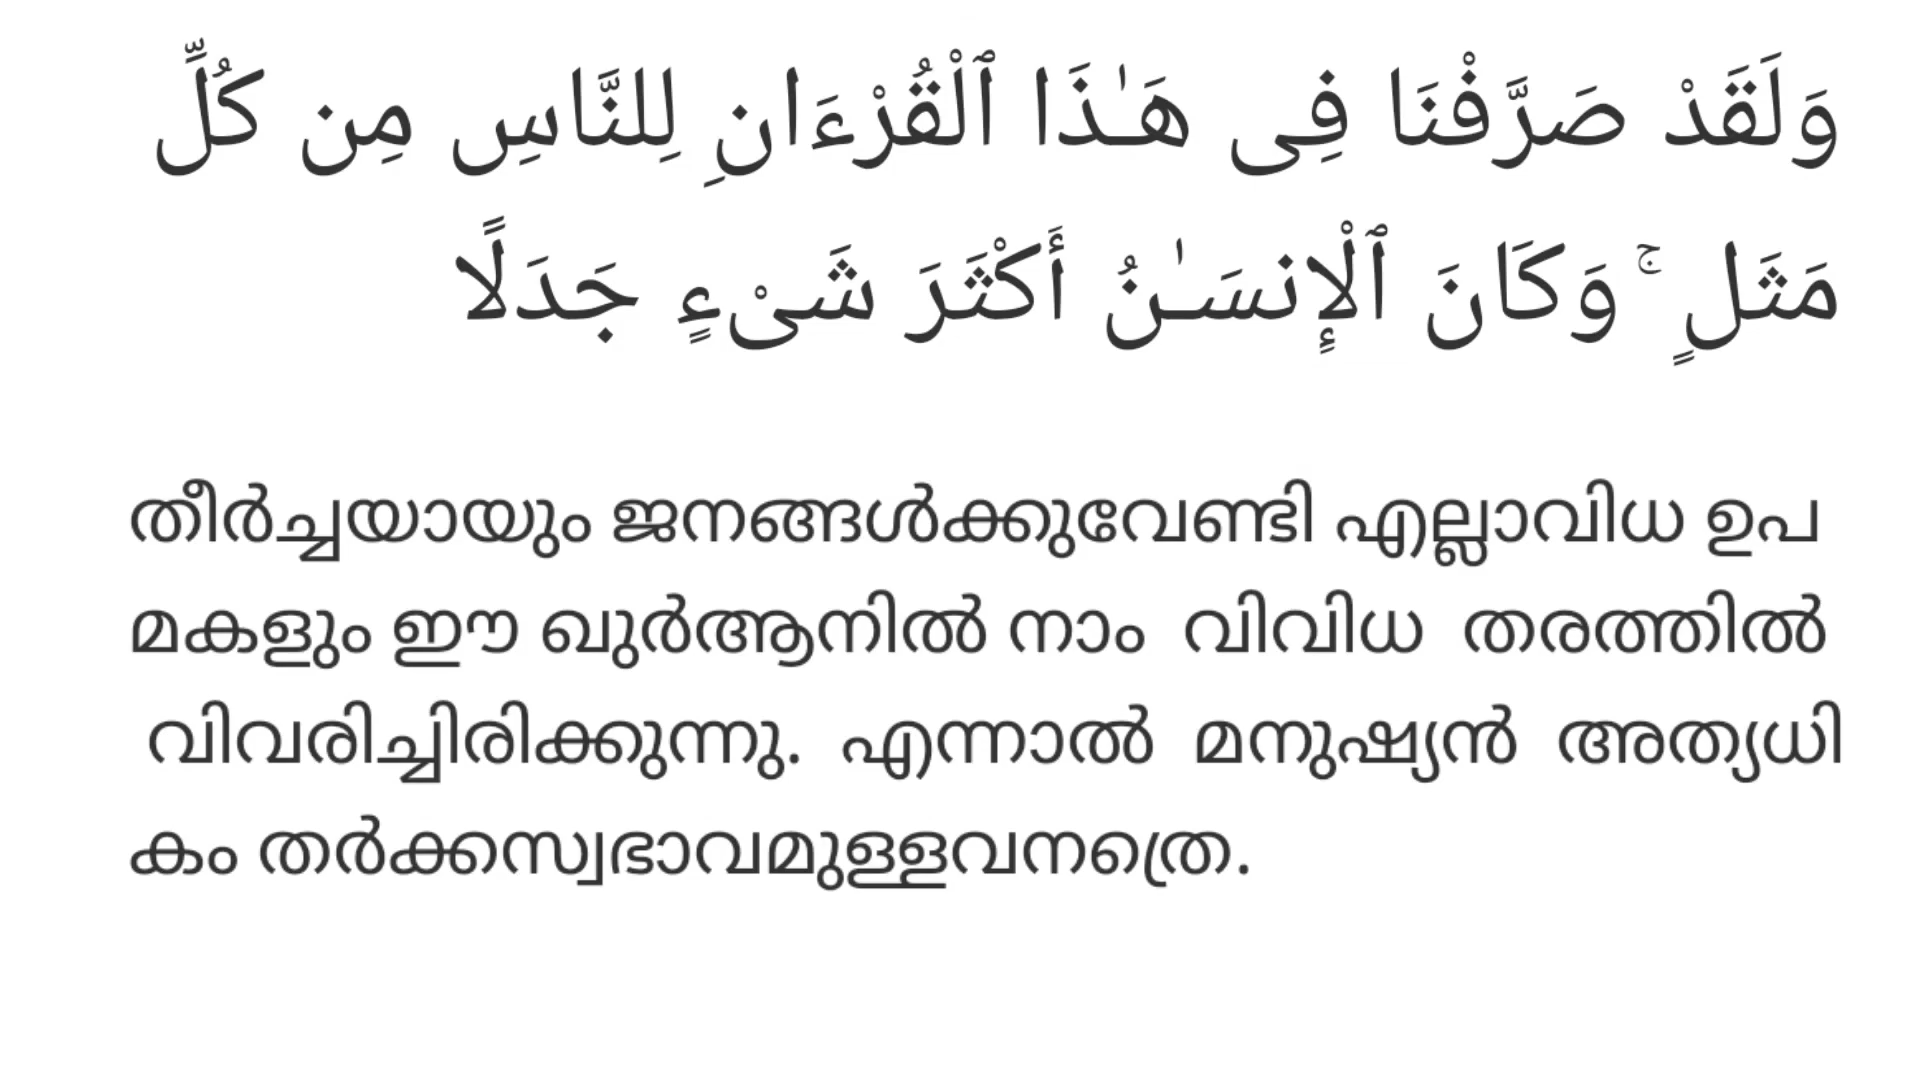 وَلَقَدْ صَرَّفْنَا فِى هَـٰذَا ٱلْقُرْءَانِ لِلنَّاسِ مِن كُلِّ
مَثَلٍ ۚ وَكَانَ ٱلْإِنسَـٰنُ أَكْثَرَ شَىْءٍ جَدَلًا
തീർച്ചയായും ജനങ്ങൾക്കുവേണ്ടി എല്ലാവിധ ഉപ
മകളും ഈ ഖുർആനിൽ നാം വിവിധ തരത്തിൽ
വിവരിച്ചിരിക്കുന്നു. എന്നാൽ മനുഷ്യൻ അത്യധി
കം തർക്കസ്വഭാവമുള്ളവനത്രെ.